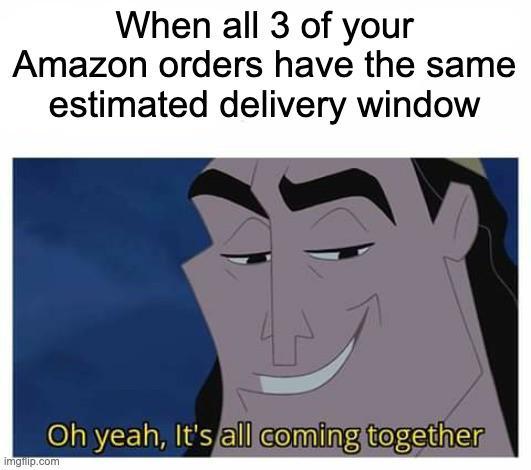 When all 3 of your
Amazon orders have the same
estimated delivery window
Oh yeah, It's all coming together
imgflip.com